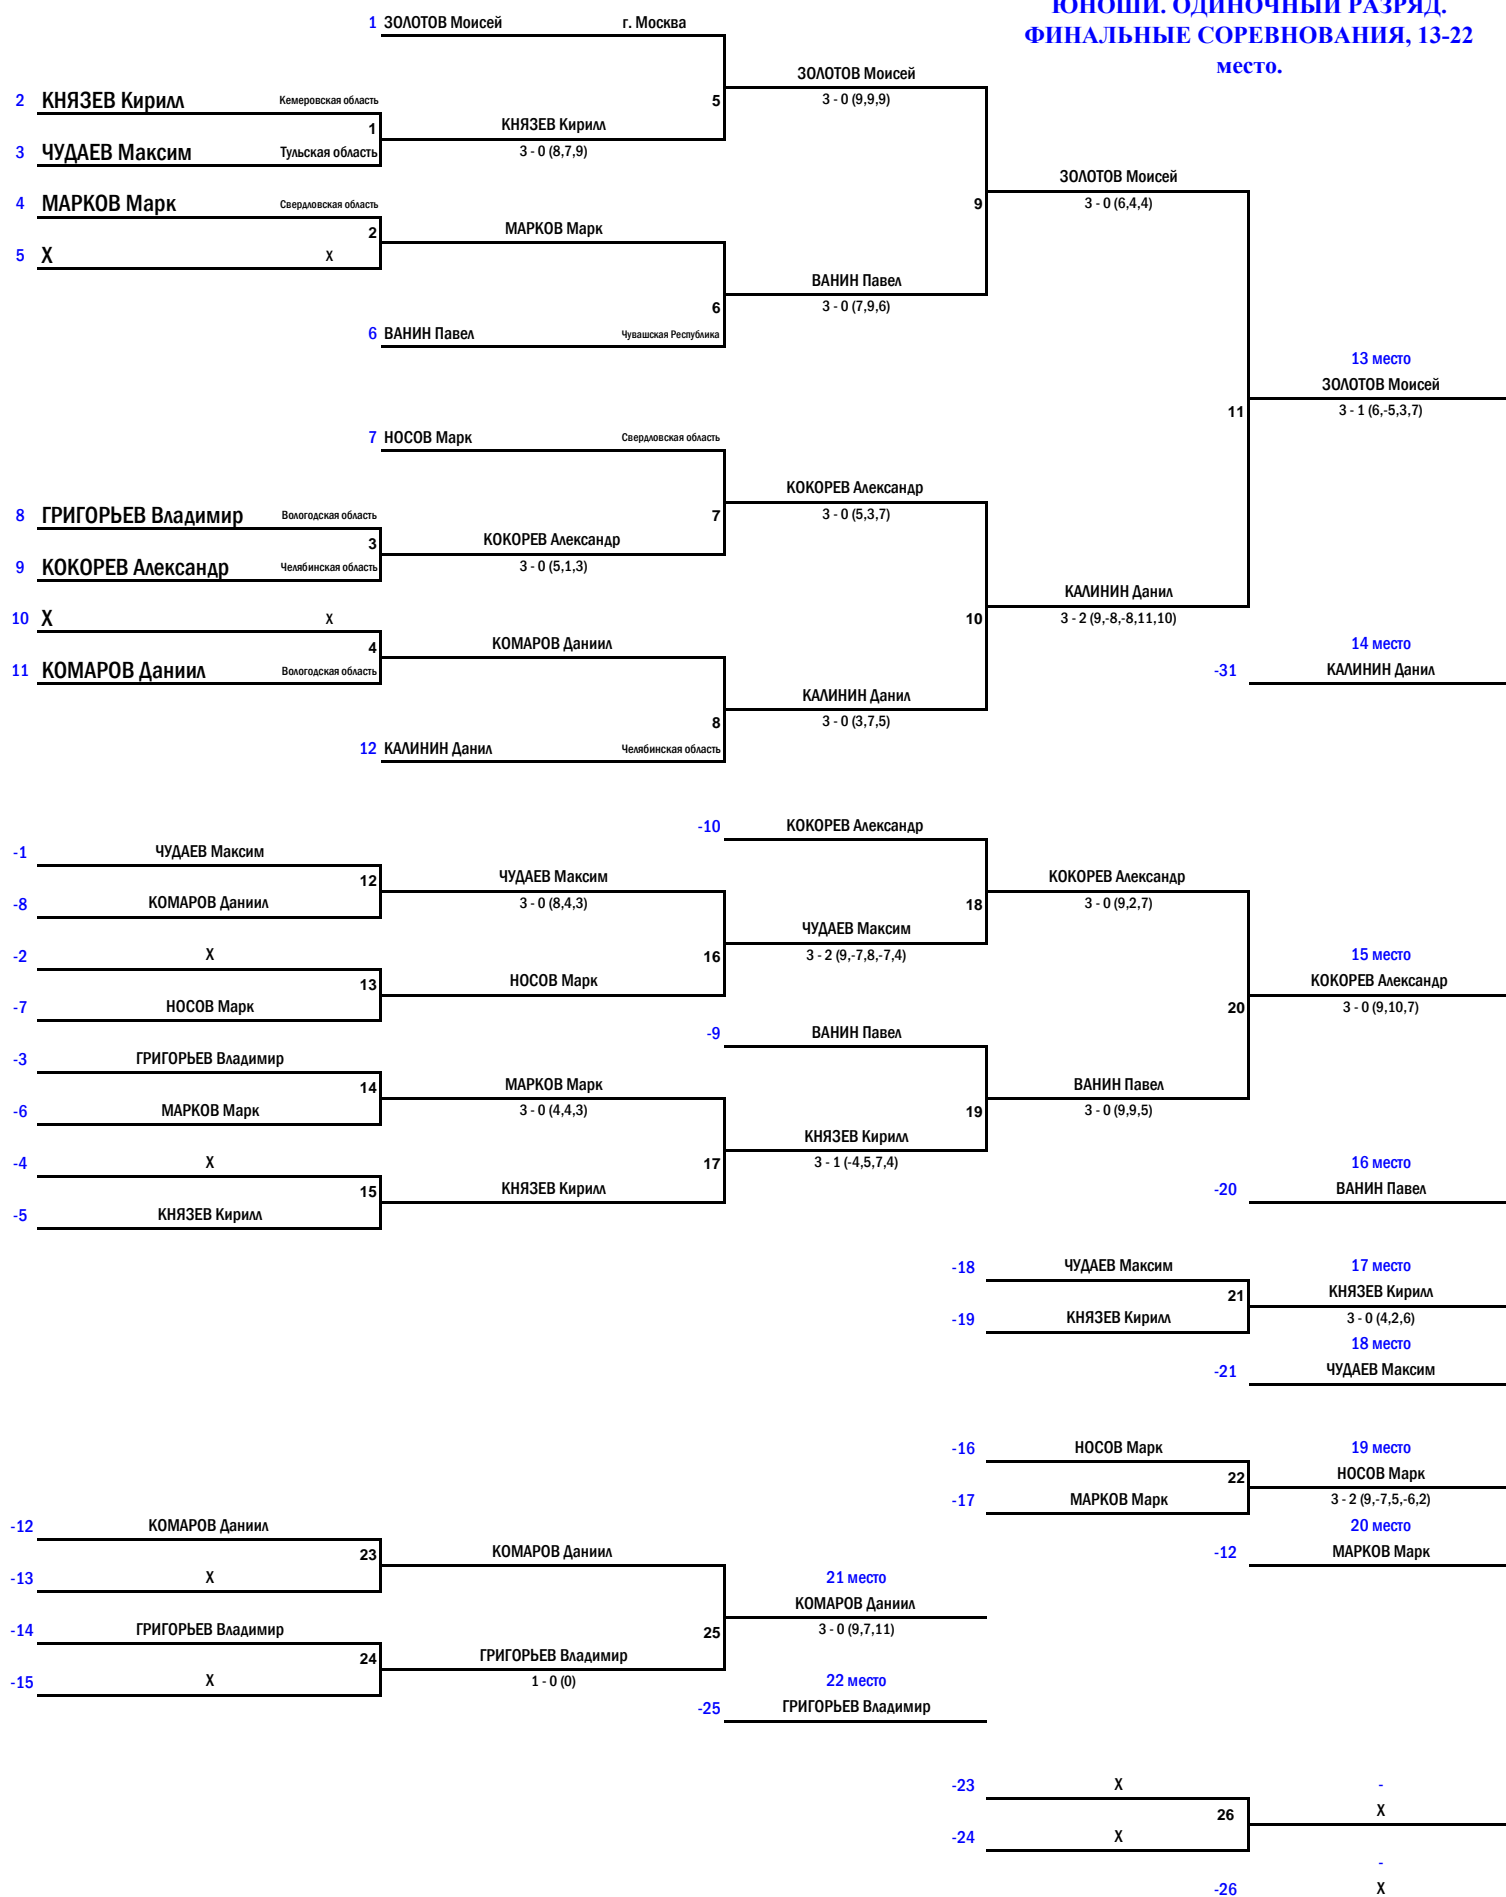 ЮНОШИ. ОДИНОЧНЫЙ РАЗРЯД.
ФИНАЛЬНЫЕ СОРЕВНОВАНИЯ, 13-22
место.
1 ЗОЛОТОВ Моисей г. Москва
ЗОЛОТОВ Моисей
2 КНЯЗЕВ Кирилл Кемеровская область
5 3 - 0 (9,9,9)
1 КНЯЗЕВ Кирилл
3 ЧУДАЕВ Максим Тульская область
3 - 0 (8,7,9)
ЗОЛОТОВ Моисей
4 МАРКОВ Марк Свердловская область
9 3 - 0 (6,4,4)
2 МАРКОВ Марк
5 X X
ВАНИН Павел
6 3 - 0 (7,9,6)
6 ВАНИН Павел Чувашская Республика
13 место
ЗОЛОТОВ Моисей
11 3 - 1 (6,-5,3,7)
7 НОСОВ Марк Свердловская область
КОКОРЕВ Александр
8 ГРИГОРЬЕВ Владимир Вологодская область
7 3 - 0 (5,3,7)
3 КОКОРЕВ Александр
9 КОКОРЕВ Александр Челябинская область
3 - 0 (5,1,3)
КАЛИНИН Данил
10 X X
10 3 - 2 (9,-8,-8,11,10)
4 КОМАРОВ Даниил
14 место
11 КОМАРОВ Даниил Вологодская область
-31 КАЛИНИН Данил
КАЛИНИН Данил
8 3 - 0 (3,7,5)
12 КАЛИНИН Данил Челябинская область
-10 КОКОРЕВ Александр
-1 ЧУДАЕВ Максим
12 ЧУДАЕВ Максим
КОКОРЕВ Александр
-8 КОМАРОВ Даниил
3 - 0 (8,4,3)
18 3 - 0 (9,2,7)
ЧУДАЕВ Максим
-2 X
16 3 - 2 (9,-7,8,-7,4)
15 место
13 НОСОВ Марк
КОКОРЕВ Александр
-7 НОСОВ Марк
20 3 - 0 (9,10,7)
-9 ВАНИН Павел
-3 ГРИГОРЬЕВ Владимир
14 МАРКОВ Марк
ВАНИН Павел
-6 МАРКОВ Марк
3 - 0 (4,4,3)
19 3 - 0 (9,9,5)
КНЯЗЕВ Кирилл
-4 X
17 3 - 1 (-4,5,7,4)
16 место
15 КНЯЗЕВ Кирилл
-20 ВАНИН Павел
-5 КНЯЗЕВ Кирилл
-18 ЧУДАЕВ Максим
17 место
21 КНЯЗЕВ Кирилл
-19 КНЯЗЕВ Кирилл
3 - 0 (4,2,6)
18 место
-21 ЧУДАЕВ Максим
-16 НОСОВ Марк
19 место
22 НОСОВ Марк
-17 МАРКОВ Марк
3 - 2 (9,-7,5,-6,2)
20 место
-12 МАРКОВ Марк
-12 КОМАРОВ Даниил
23 КОМАРОВ Даниил
-13 X
21 место
КОМАРОВ Даниил
-14 ГРИГОРЬЕВ Владимир
25 3 - 0 (9,7,11)
24 ГРИГОРЬЕВ Владимир
-15 X
1 - 0 (0)
22 место
-25 ГРИГОРЬЕВ Владимир
-23 X
-
26 X
-24 X
-
-26 X